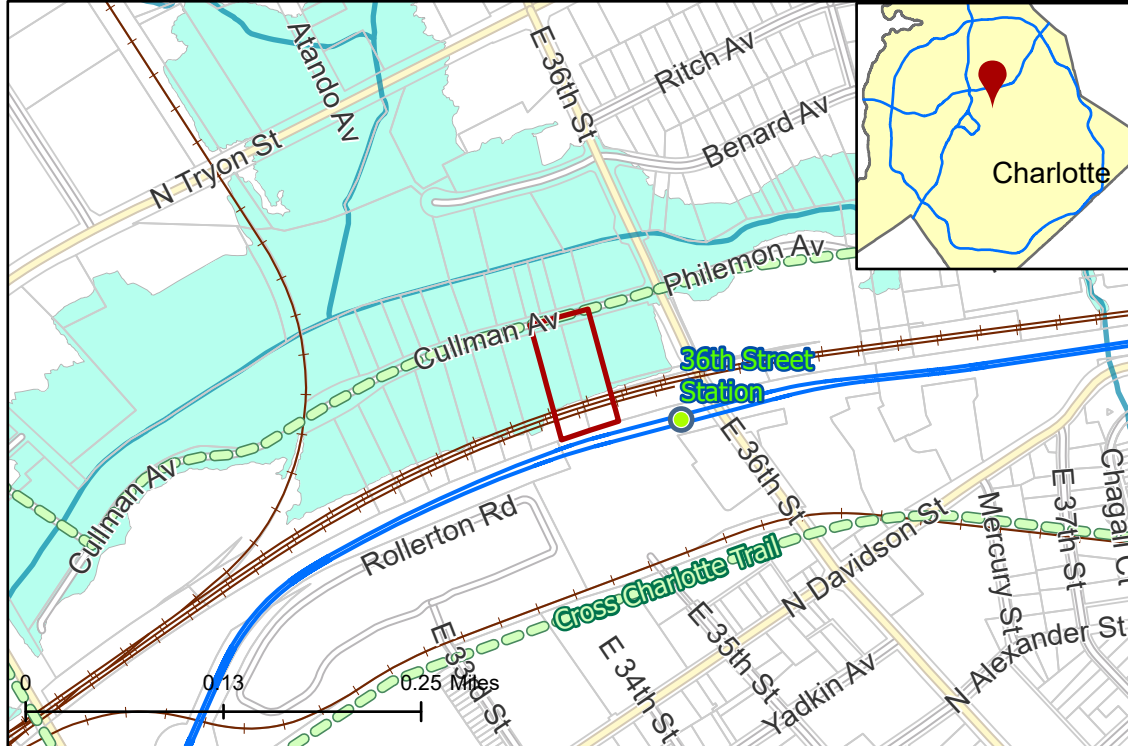 Atando Av
E 36th St
Ritch Av
Benard Av
N Tryon St
Charlotte
Philemon Av
Cullman Av
36th Street
Station
E 36th St
Cullman Av
Rollerton Rd
N Davidson St
Mercury St
E 37th St
Chagall Ct
Cross Charlotte Trail
E 33rd St
E 34th St
E 35th St
Yadkin Av
N Alexander St
0 0.13 0.25 Miles